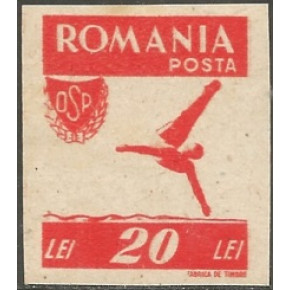 ROMANIA
POSTA
OSP
LEI 20 LEI
FABRICA DE TIMBRE